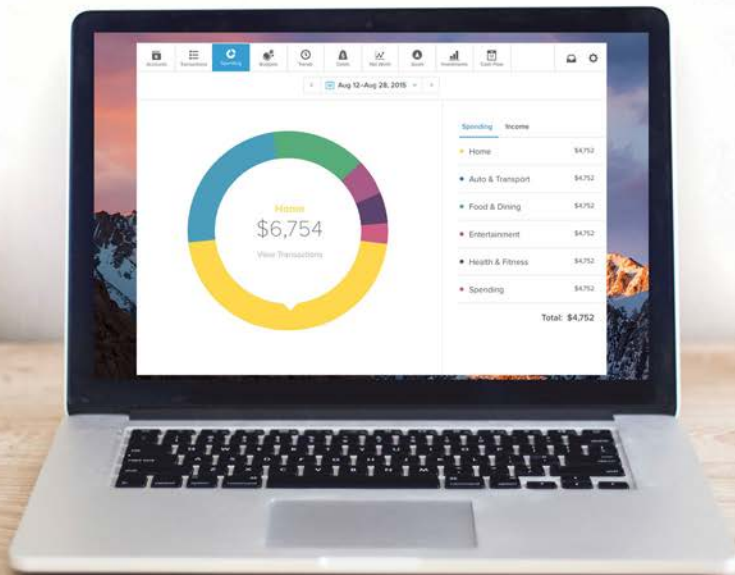 Accounts Transactions Spending Budgets Trends Debts Net Worth Goals Investments Cash Flow
Aug 12-Aug 28, 2015
Spending Income
Home $4,752
Auto & Transport $4,752
Food & Dining $4,752
Entertainment $4,752
Health & Fitness $4,752
Spending $4,752
Total: $4,752
Home
$6,754
View Transactions